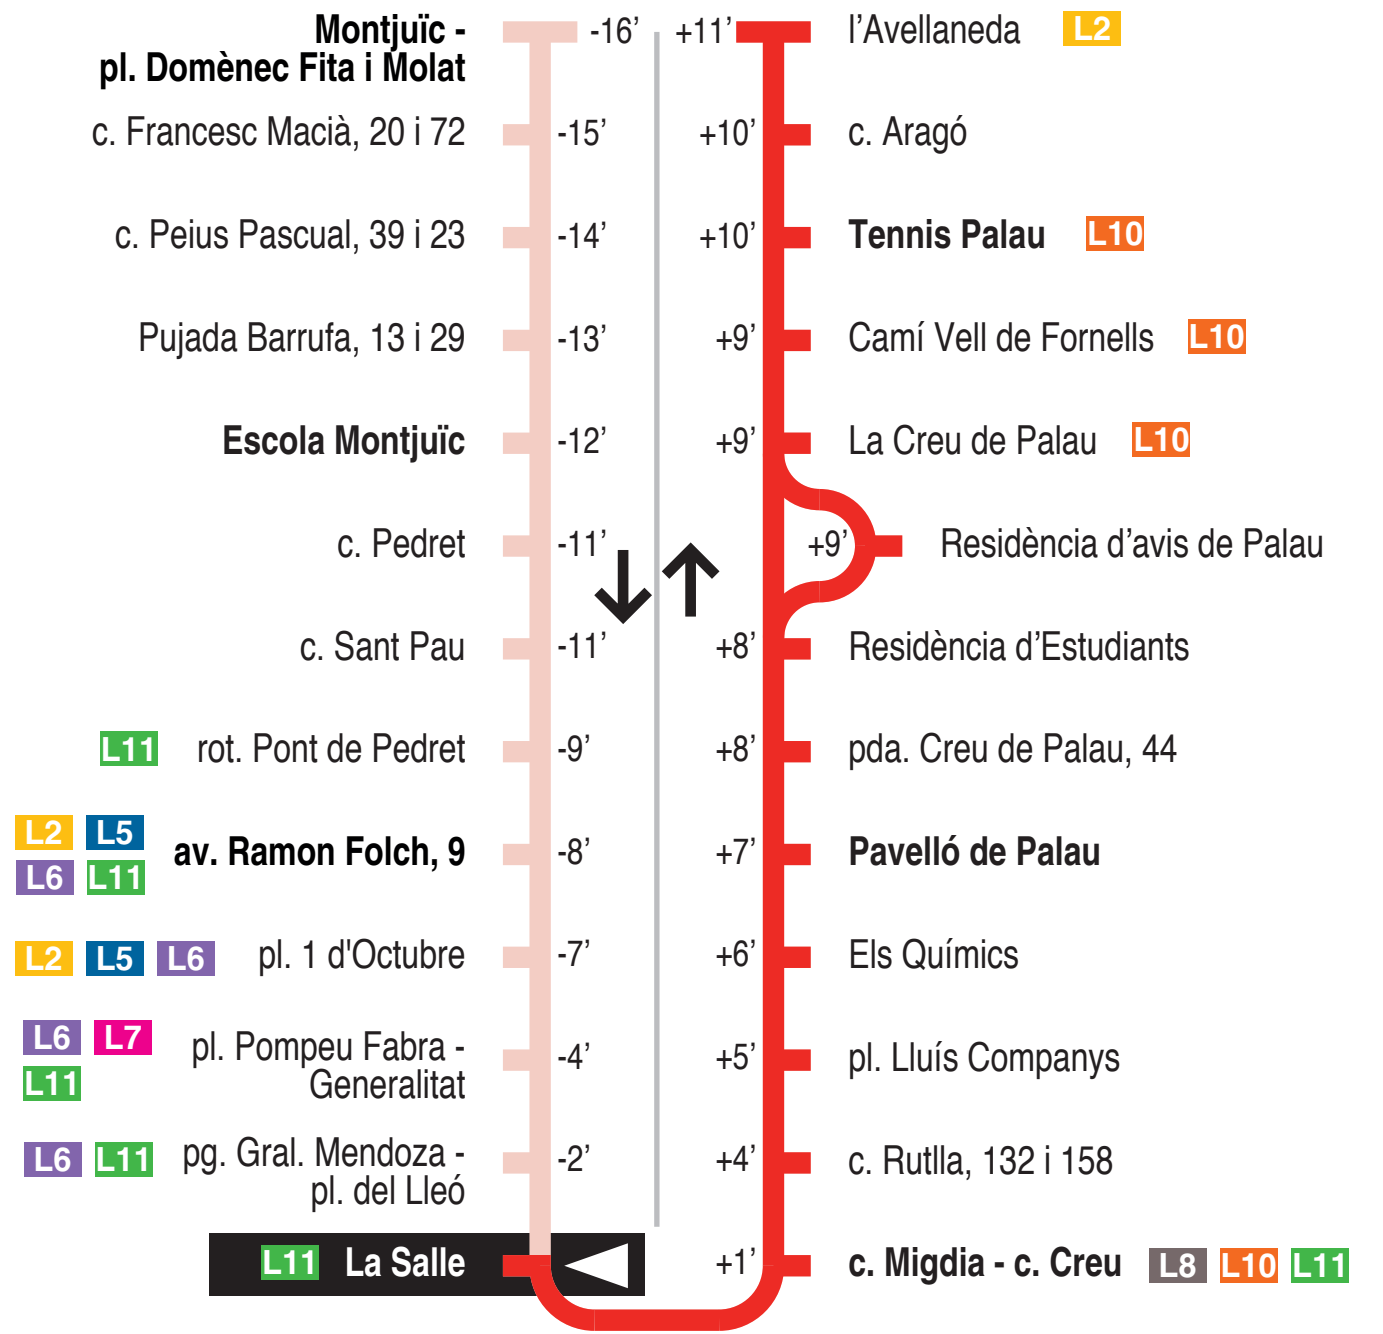 Montjuïc -
pl. Domènec Fita i Molat
-16’
c. Francesc Macià, 20 i 72
-15’
c. Peius Pascual, 39 i 23
-14’
Pujada Barrufa, 13 i 29
-13’
Escola Montjuïc
-12’
c. Pedret
-11’
c. Sant Pau
-11’
L11 rot. Pont de Pedret
-9’
L2 L5
L6 L11
av. Ramon Folch, 9
-8’
L2 L5 L6 pl. 1 d'Octubre
-7’
L6 L7
L11
pl. Pompeu Fabra -
Generalitat
-4’
L6 L11
pg. Gral. Mendoza -
pl. del Lleó
-2’
L11 La Salle
+11’
l’Avellaneda L2
+10’
c. Aragó
+10’
Tennis Palau L10
+9’
Camí Vell de Fornells L10
+9’
La Creu de Palau L10
+9’
Residència d’avis de Palau
+8’
Residència d’Estudiants
+8’
pda. Creu de Palau, 44
+7’
Pavelló de Palau
+6’
Els Químics
+5’
pl. Lluís Companys
+4’
c. Rutlla, 132 i 158
+1’
c. Migdia - c. Creu L8 L10 L11